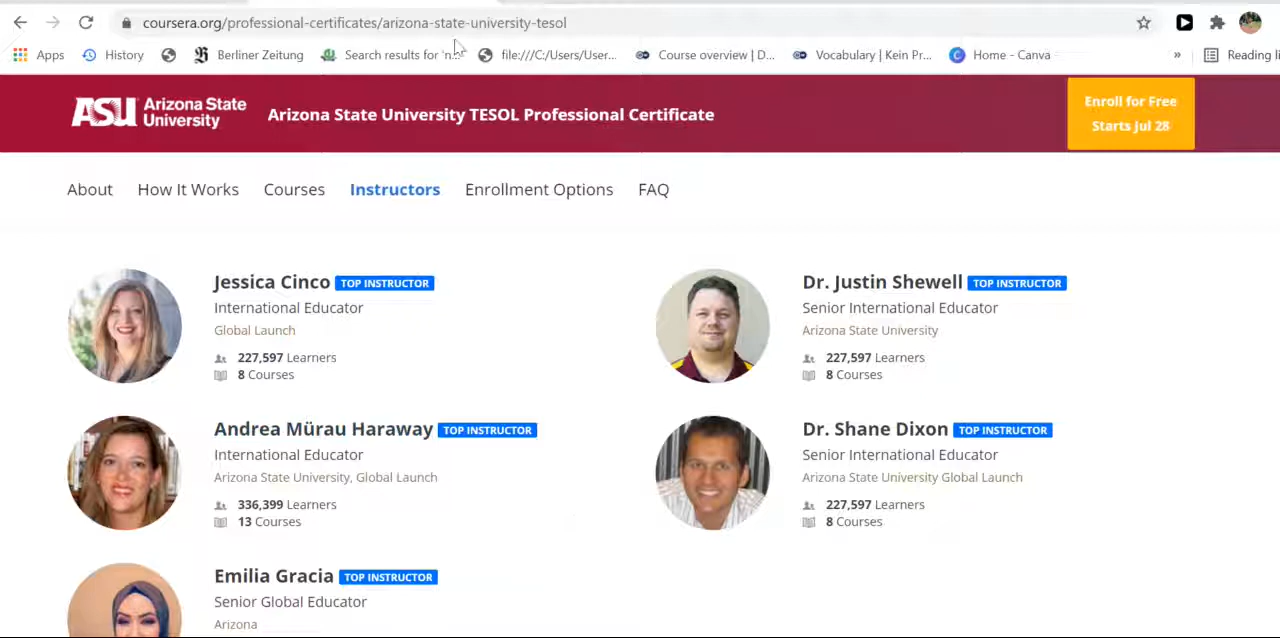 coursera.org/professional-certificates/arizona-state-university-tesol
Apps History Berliner Zeitung Search results for 'n... file:///C:/Users/User... Course overview | D... Vocabulary | Kein Pr... Home - Canva » Reading li
ASU Arizona State University
Arizona State University TESOL Professional Certificate
Enroll for Free
Starts Jul 28
About How It Works Courses Instructors Enrollment Options FAQ
Jessica Cinco TOP INSTRUCTOR
International Educator
Global Launch
227,597 Learners
8 Courses
Dr. Justin Shewell TOP INSTRUCTOR
Senior International Educator
Arizona State University
227,597 Learners
8 Courses
Andrea Mürau Haraway TOP INSTRUCTOR
International Educator
Arizona State University, Global Launch
336,399 Learners
13 Courses
Dr. Shane Dixon TOP INSTRUCTOR
Senior International Educator
Arizona State University Global Launch
227,597 Learners
8 Courses
Emilia Gracia TOP INSTRUCTOR
Senior Global Educator
Arizona